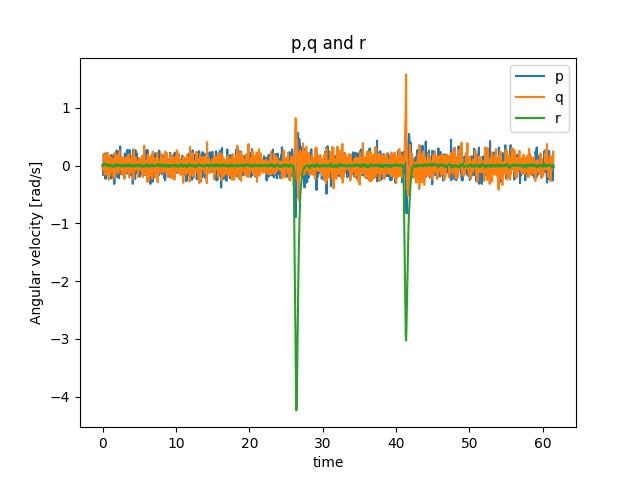 p,q and r
p
q
r
1
0
−1
−2
−3
−4
Angular velocity [rad/s]
0 10 20 30 40 50 60
time